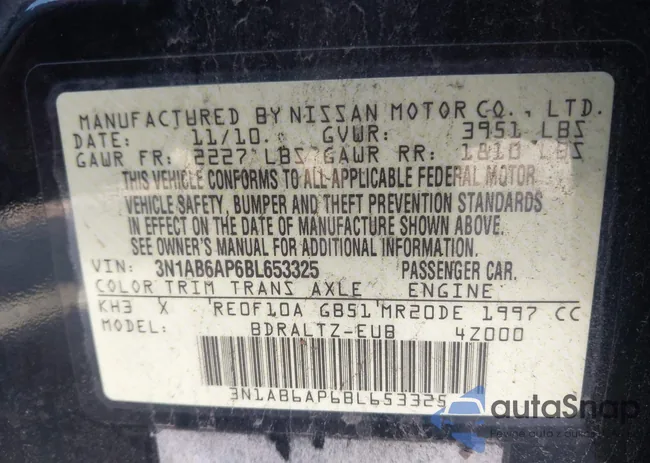 MANUFACTURED BY NISSAN MOTOR CO., LTD.
DATE: 11/10. GVWR: 3951 LBS
GAWR FR: 2227 LBS GAWR RR: 1810 LBS
THIS VEHICLE CONFORMS TO ALL APPLICABLE FEDERAL MOTOR
VEHICLE SAFETY, BUMPER AND THEFT PREVENTION STANDARDS
IN EFFECT ON THE DATE OF MANUFACTURE SHOWN ABOVE.
SEE OWNER'S MANUAL FOR ADDITIONAL INFORMATION.
VIN: 3N1AB6AP6BL653325 PASSENGER CAR.
COLOR TRIM TRANS AXLE ENGINE
KH3 X RE0F10A GB51 MR20DE 1997 CC
MODEL: BDRALTZ-EUB 4Z000
3N1AB6AP6BL653325
autoSnap